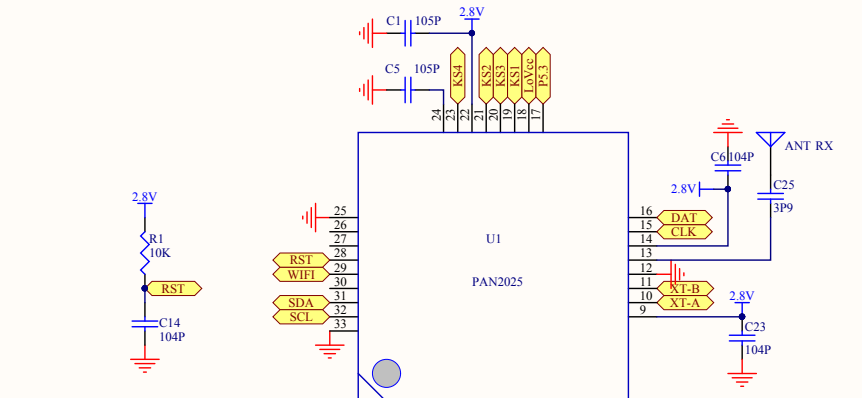 2.8V
C1 105P
C5 105P
KS4
KS2
KS3
KS1
LoVcc
P5.3
24
23
22
21
20
19
18
17
C6 104P
ANT RX
2.8V
C25
3P9
2.8V
R1
10K
RST
C14
104P
25
26
27
RST 28
WIFI 29
30
SDA 31
SCL 32
33
U1
PAN2025
16 DAT
15 CLK
14
13
12
11 XT-B
10 XT-A
9
2.8V
C23
104P